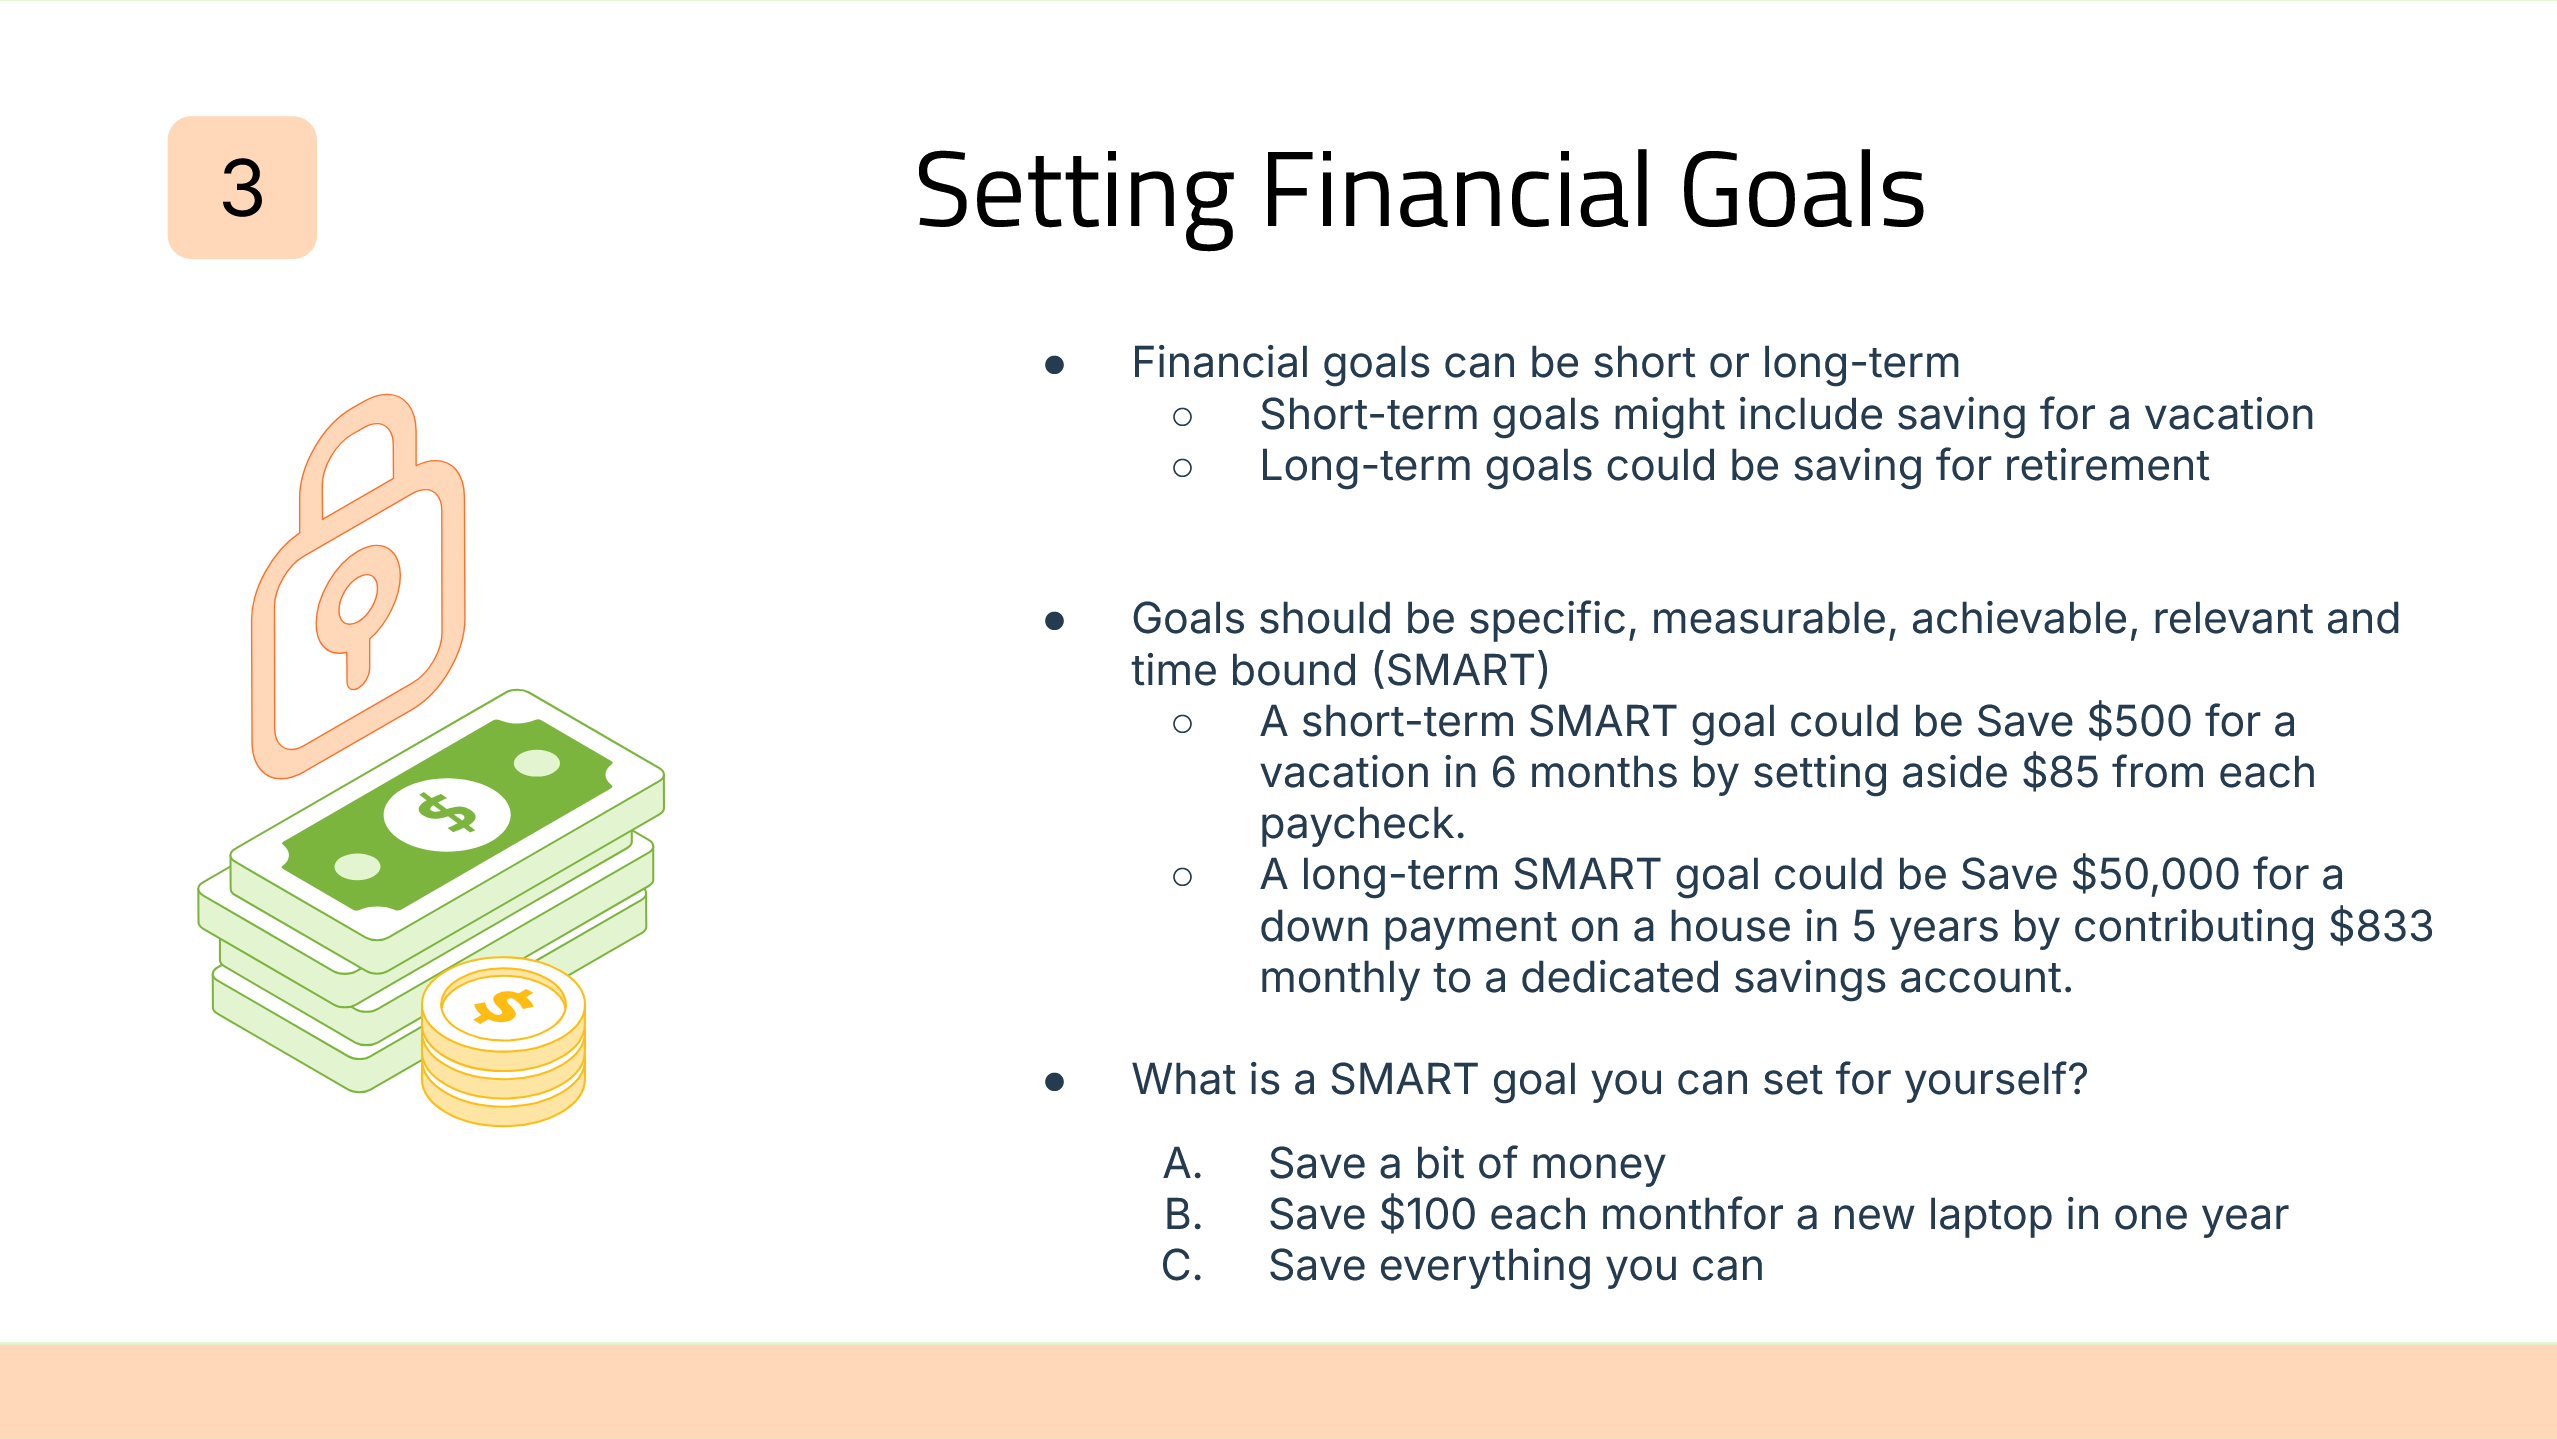 3
Setting Financial Goals
● Financial goals can be short or long-term
○ Short-term goals might include saving for a vacation
○ Long-term goals could be saving for retirement
● Goals should be specific, measurable, achievable, relevant and
time bound (SMART)
○ A short-term SMART goal could be Save $500 for a
vacation in 6 months by setting aside $85 from each
paycheck.
○ A long-term SMART goal could be Save $50,000 for a
down payment on a house in 5 years by contributing $833
monthly to a dedicated savings account.
● What is a SMART goal you can set for yourself?
A. Save a bit of money
B. Save $100 each monthfor a new laptop in one year
C. Save everything you can
$
$